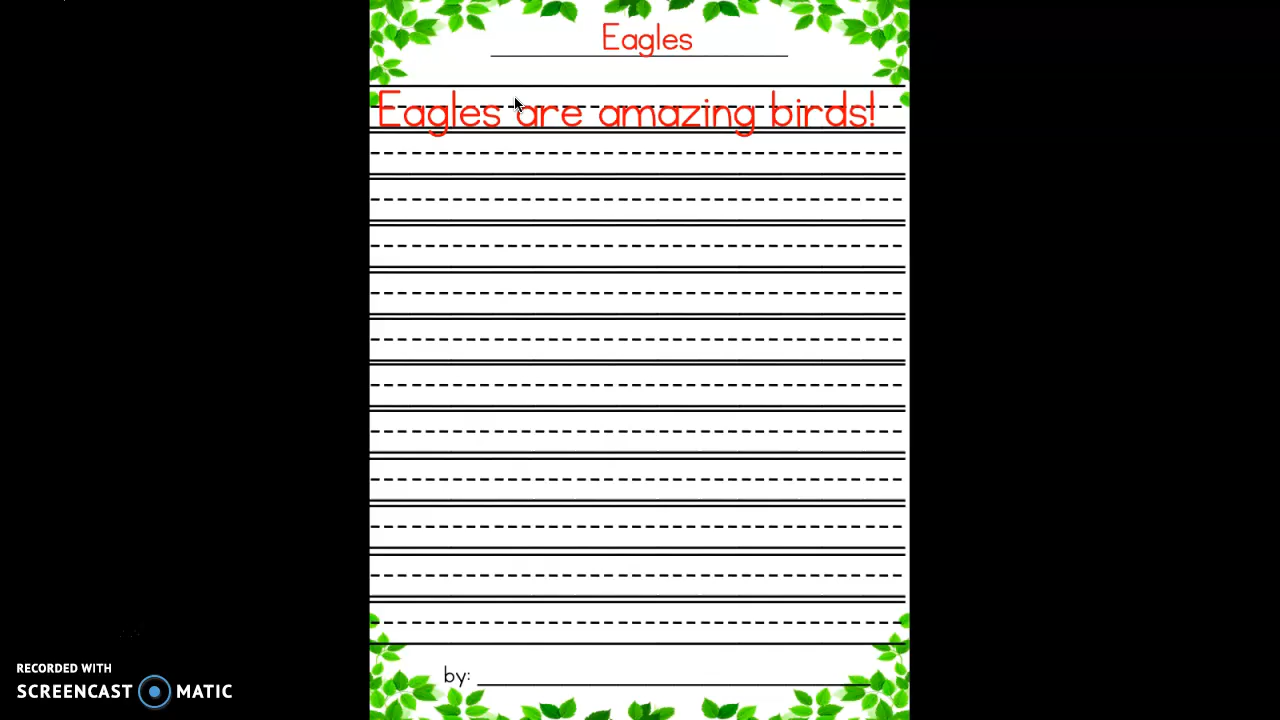 Eagles
Eagles are amazing birds!
by:
RECORDED WITH
SCREENCAST MATIC